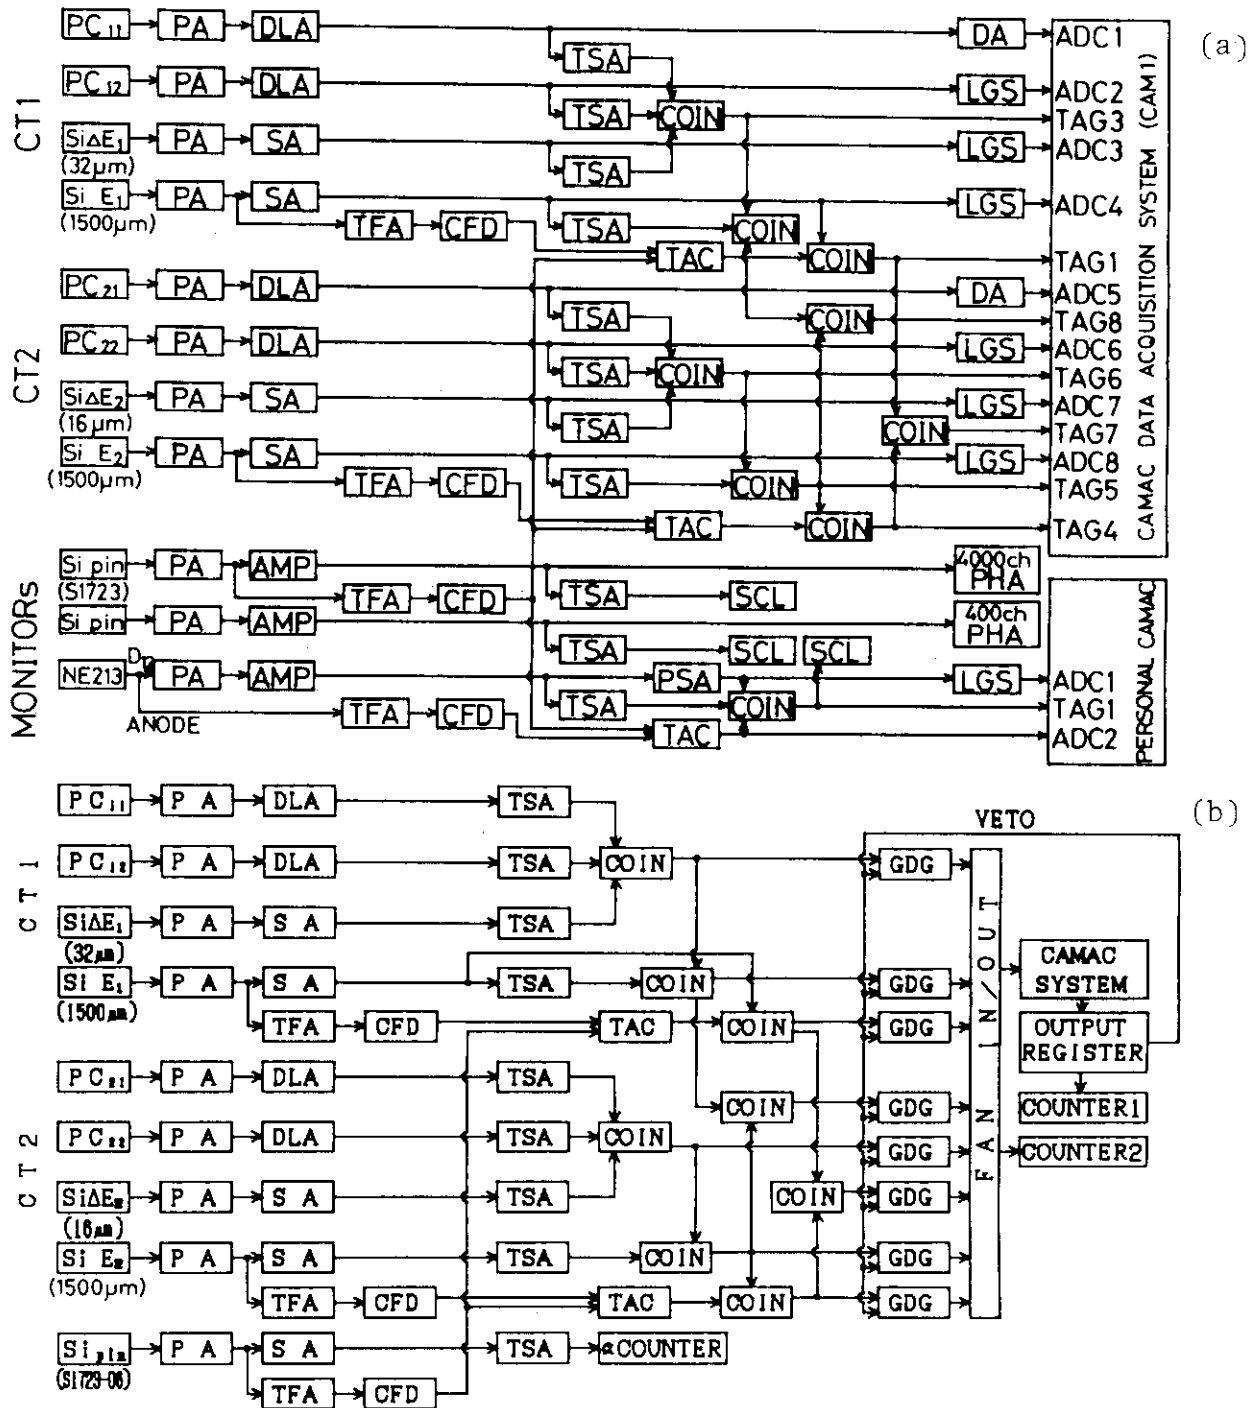 (a)
CT1
PC11 PA DLA DA ADC1
TSA
PC12 PA DLA LGS ADC2
TSA COIN TAG3
SiΔE1 PA SA LGS ADC3
(32μm) TSA
Si E1 PA SA LGS ADC4
(1500μm) TFA CFD TSA COIN
TAC COIN TAG1
CT2
PC21 PA DLA DA ADC5
TSA COIN TAG8
PC22 PA DLA LGS ADC6
TSA COIN TAG6
SiΔE2 PA SA LGS ADC7
(16μm) TSA COIN TAG7
Si E2 PA SA LGS ADC8
(1500μm) TFA CFD TSA COIN TAG5
TAC COIN TAG4
CAMAC DATA ACQUISITION SYSTEM (CAM1)
MONITORs
Si pin PA AMP 4000ch PHA
(S1723) TFA CFD TSA SCL
Si pin PA AMP 400ch PHA
TSA SCL SCL
NE213 Dn PA AMP PSA LGS ADC1
ANODE TFA CFD TSA COIN TAG1
TAC ADC2
PERSONAL CAMAC
(b)
VETO
CT1
PC11 PA DLA TSA
PC12 PA DLA TSA COIN GDG
SiΔE1 PA SA TSA
(32μm)
Si E1 PA SA TSA COIN GDG
(1500μm) TFA CFD TAC COIN GDG
CT2
PC21 PA DLA TSA
COIN GDG
PC22 PA DLA TSA COIN GDG
SiΔE2 PA SA TSA COIN GDG
(16μm)
Si E2 PA SA TSA COIN GDG
(1500μm) TFA CFD TAC COIN GDG
Si pin PA SA TSA αCOUNTER
(S1723-06) TFA CFD
FAN IN/OUT
CAMAC
SYSTEM
OUTPUT
REGISTER
COUNTER1
COUNTER2